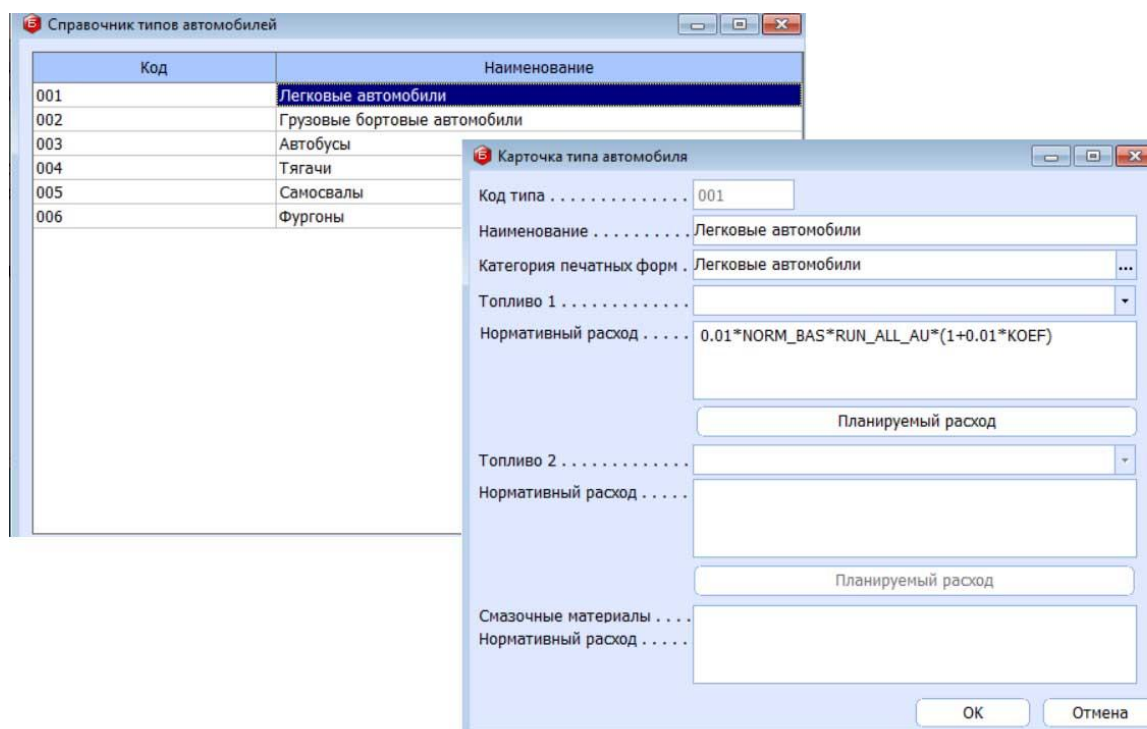 Справочник типов автомобилей
Код Наименование
001 Легковые автомобили
002 Грузовые бортовые автомобили
003 Автобусы
004 Тягачи
005 Самосвалы
006 Фургоны
Карточка типа автомобиля
Код типа . . . . . . . . . . . . . . 001
Наименование . . . . . . . . . . Легковые автомобили
Категория печатных форм . Легковые автомобили ...
Топливо 1 . . . . . . . . . . . . .
Нормативный расход . . . . . 0.01*NORM_BAS*RUN_ALL_AU*(1+0.01*KOEF)
Планируемый расход
Топливо 2 . . . . . . . . . . . . .
Нормативный расход . . . . .
Планируемый расход
Смазочные материалы . . . .
Нормативный расход . . . . .
ОК Отмена